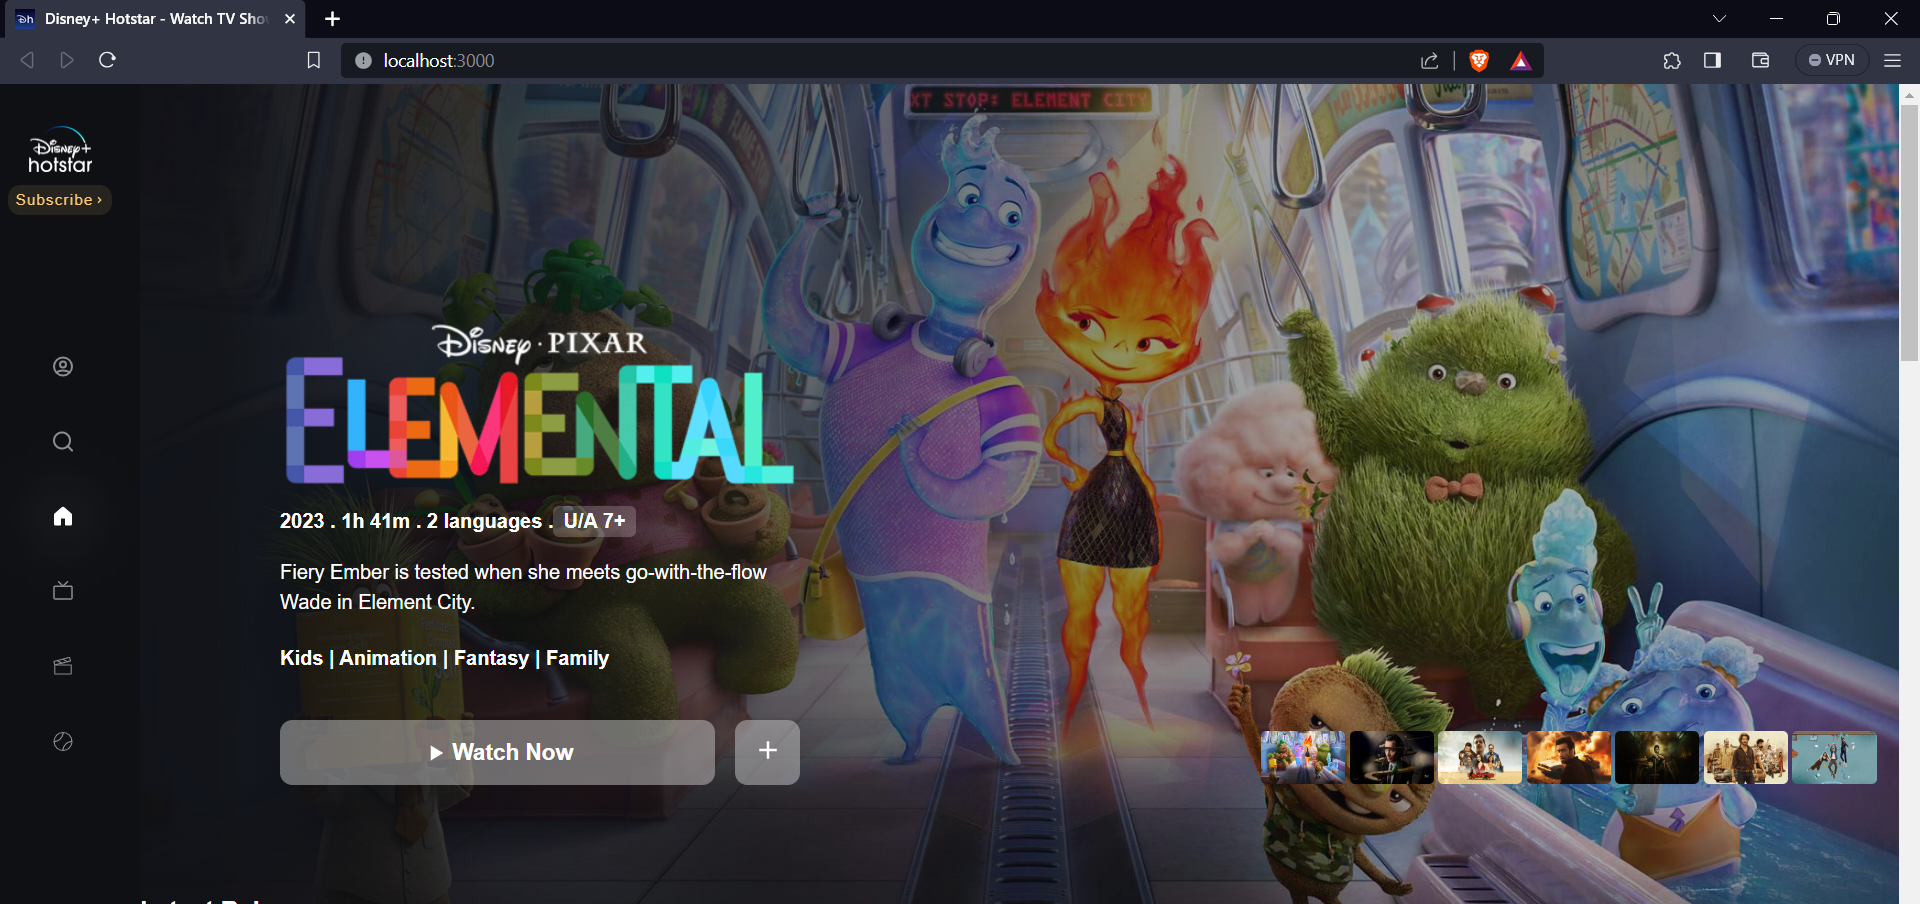 Disney+ Hotstar - Watch TV Sho
localhost:3000
VPN
XT STOP: ELEMENT CITY
Disney+
hotstar
Subscribe ›
Disney · PIXAR
ELEMENTAL
2023 . 1h 41m . 2 languages . U/A 7+
Fiery Ember is tested when she meets go-with-the-flow
Wade in Element City.
Kids | Animation | Fantasy | Family
Watch Now
+